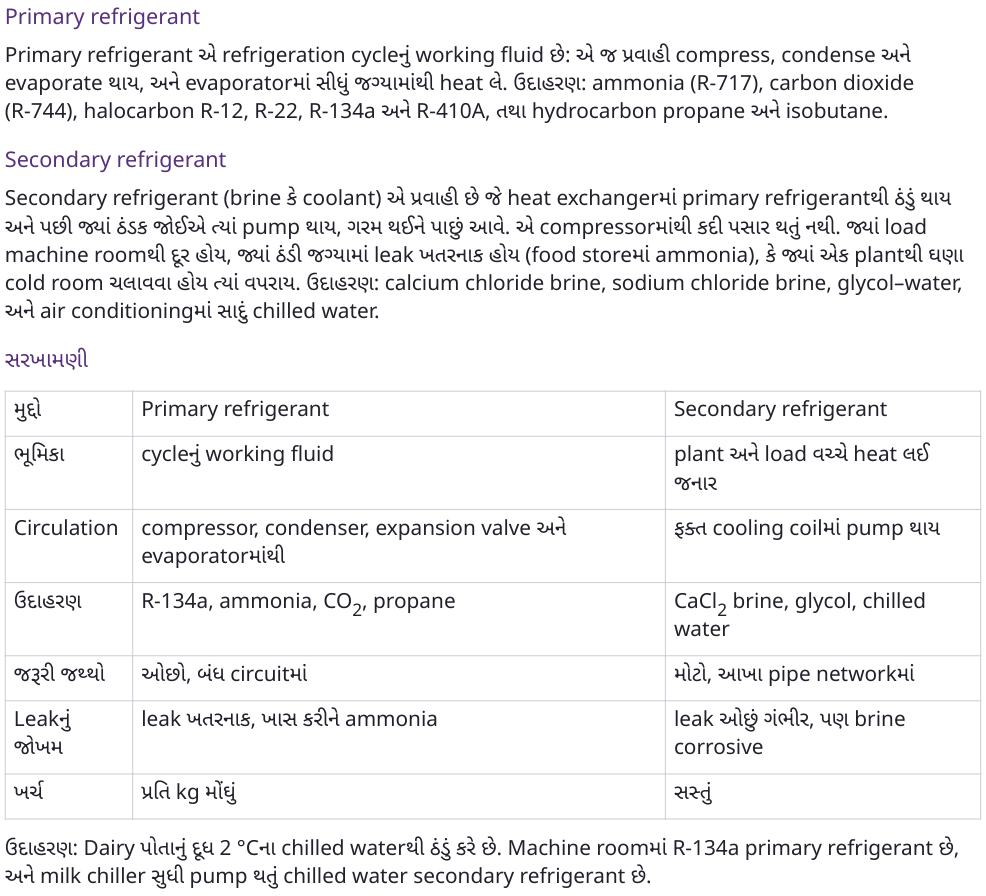 Primary refrigerant
Primary refrigerant એ refrigeration cycleનું working fluid છે: એ જ પ્રવાહી compress, condense અને
evaporate થાય, અને evaporatorમાં સીધું જગ્યામાંથી heat લે. ઉદાહરણ: ammonia (R-717), carbon dioxide
(R-744), halocarbon R-12, R-22, R-134a અને R-410A, તથા hydrocarbon propane અને isobutane.
Secondary refrigerant
Secondary refrigerant (brine કે coolant) એ પ્રવાહી છે જે heat exchangerમાં primary refrigerantથી ઠંડું થાય
અને પછી જ્યાં ઠંડક જોઈએ ત્યાં pump થાય, ગરમ થઈને પાછું આવે. એ compressorમાંથી કદી પસાર થતું નથી. જ્યાં load
machine roomથી દૂર હોય, જ્યાં ઠંડી જગ્યામાં leak ખતરનાક હોય (food storeમાં ammonia), કે જ્યાં એક plantથી ઘણા
cold room ચલાવવા હોય ત્યાં વપરાય. ઉદાહરણ: calcium chloride brine, sodium chloride brine, glycol–water,
અને air conditioningમાં સાદું chilled water.
સરખામણી
મુદ્દો Primary refrigerant Secondary refrigerant
ભૂમિકા cycleનું working fluid plant અને load વચ્ચે heat લઈ
જનાર
Circulation compressor, condenser, expansion valve અને ફક્ત cooling coilમાં pump થાય
evaporatorમાંથી
ઉદાહરણ R-134a, ammonia, CO₂, propane CaCl₂ brine, glycol, chilled
water
જરૂરી જથ્થો ઓછો, બંધ circuitમાં મોટો, આખા pipe networkમાં
Leakનું leak ખતરનાક, ખાસ કરીને ammonia leak ઓછું ગંભીર, પણ brine
જોખમ corrosive
ખર્ચ પ્રતિ kg મોંઘું સસ્તું
ઉદાહરણ: Dairy પોતાનું દૂધ 2 °Cના chilled waterથી ઠંડું કરે છે. Machine roomમાં R-134a primary refrigerant છે,
અને milk chiller સુધી pump થતું chilled water secondary refrigerant છે.